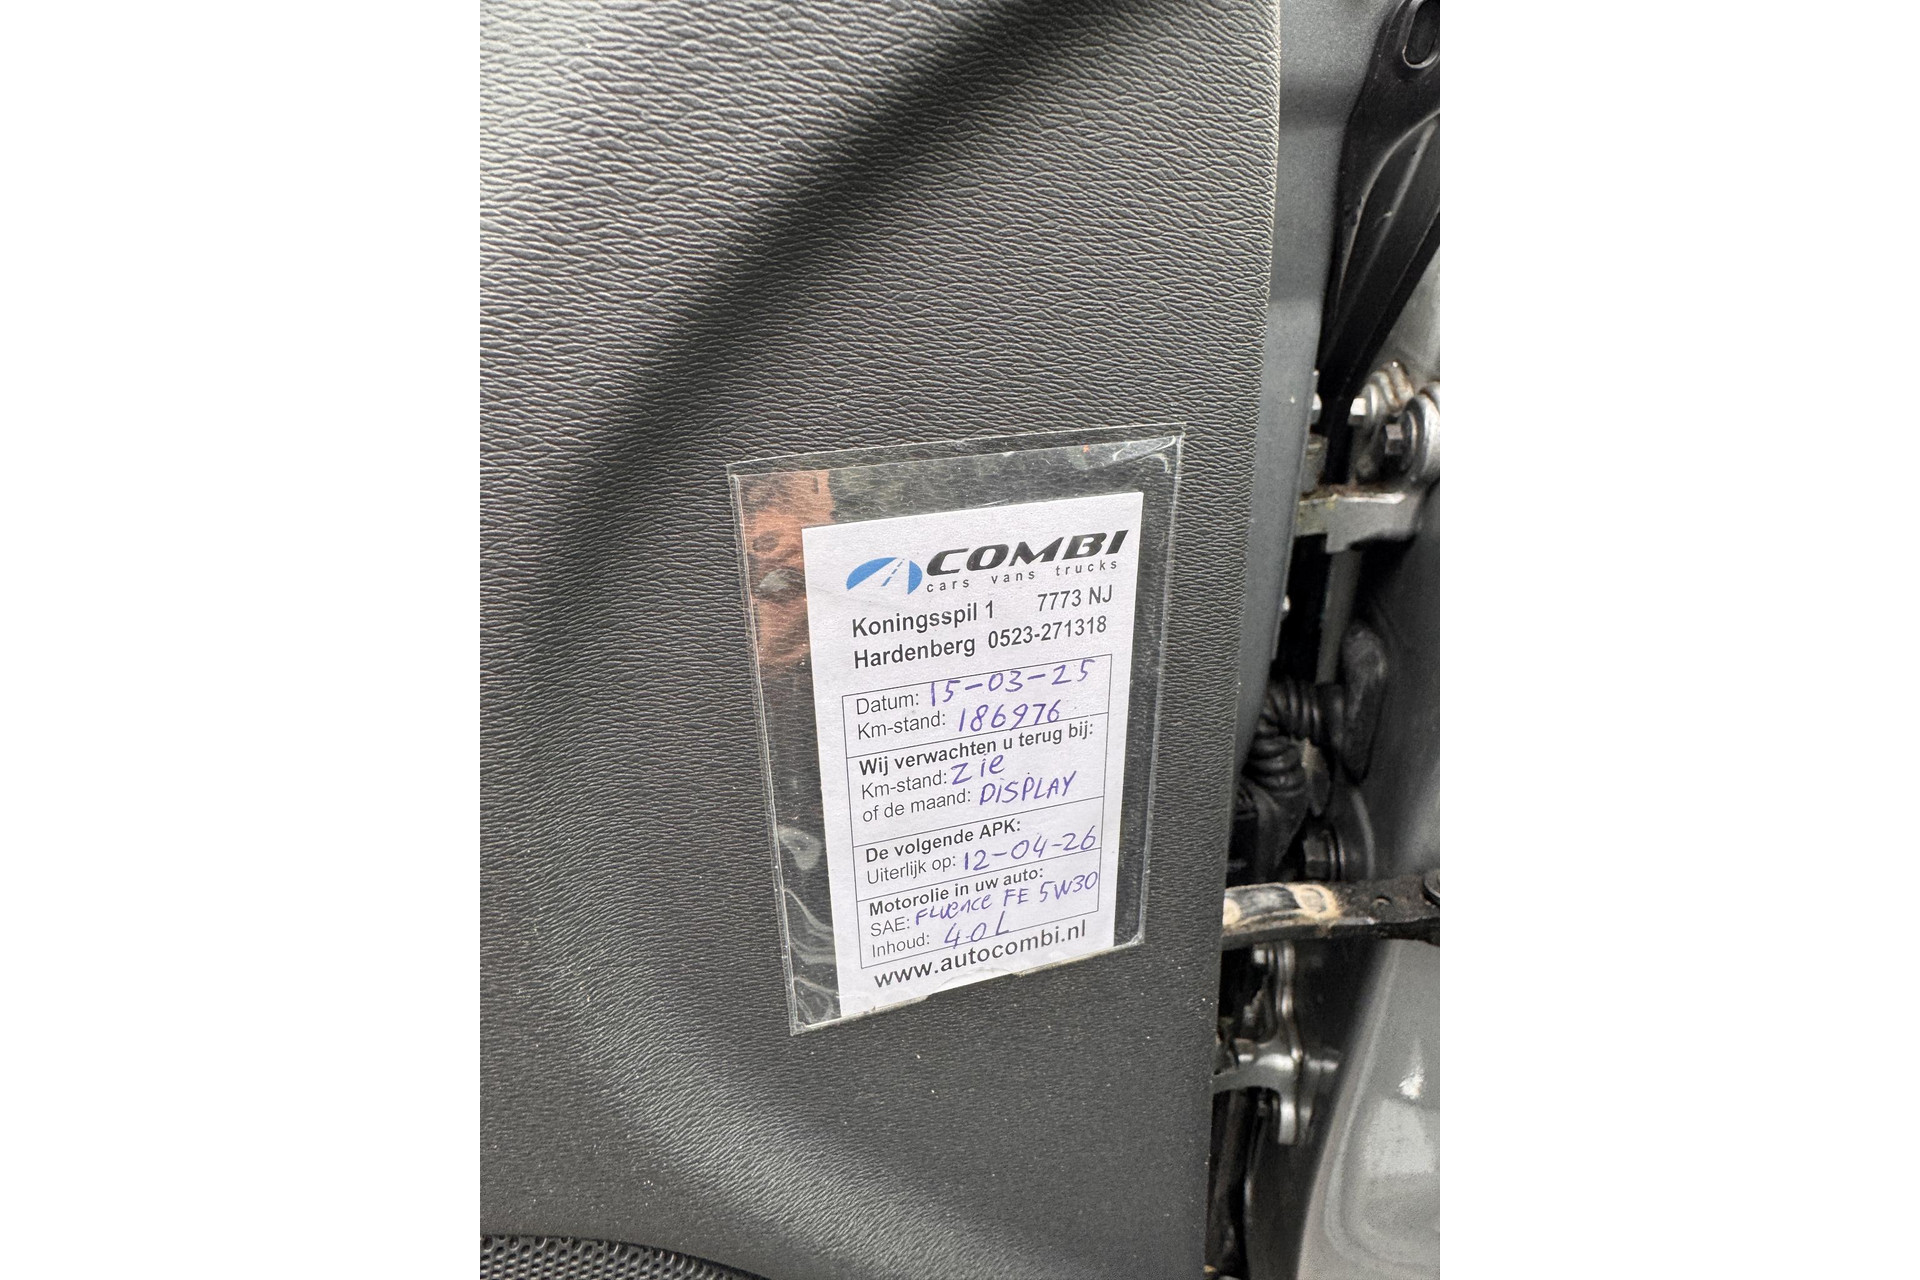 COMBI
cars vans trucks
Koningsspil 1 7773 NJ
Hardenberg 0523-271318
Datum: 15-03-25
Km-stand: 186976
Wij verwachten u terug bij:
Km-stand: Zie
of de maand: DISPLAY
De volgende APK:
Uiterlijk op: 12-04-26
Motorolie in uw auto:
SAE: FLuence FE 5W30
Inhoud: 4.0L
www.autocombi.nl